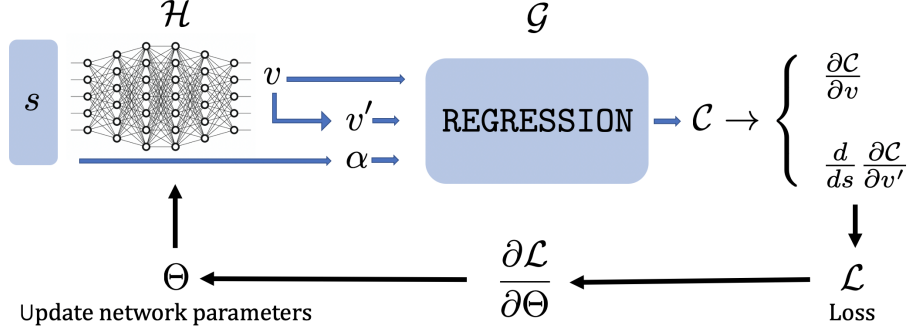 ℋ 𝒢
s v v′ α REGRESSION 𝒞 → { ∂𝒞/∂v
d/ds ∂𝒞/∂v′
Θ ∂ℒ/∂Θ ℒ
Update network parameters Loss